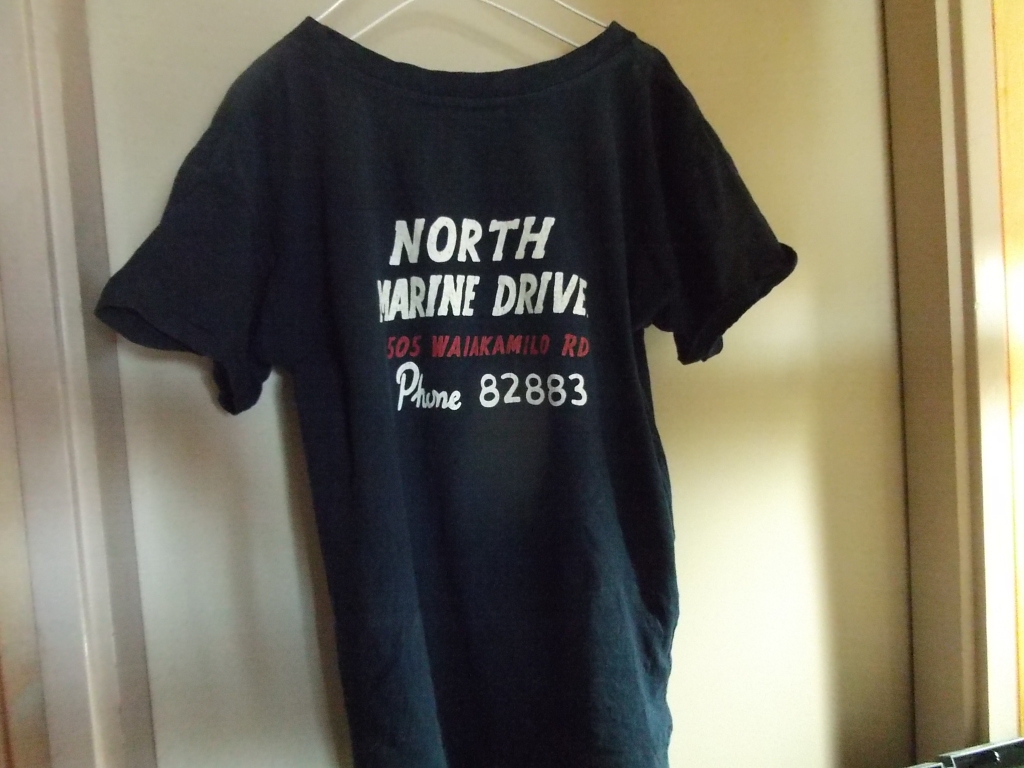 NORTH
MARINE DRIVE
505 WAIAKAMILO RD
Phone 82883